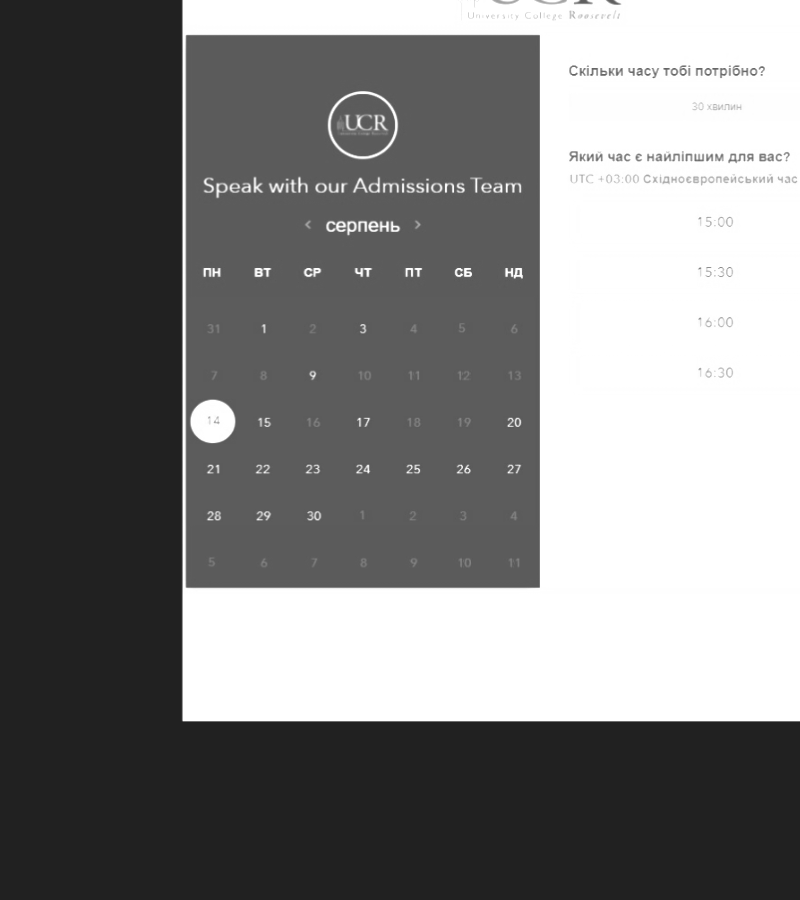 UCR
University College Roosevelt
UCR
Speak with our Admissions Team
< серпень >
ПН ВТ СР ЧТ ПТ СБ НД
31 1 2 3 4 5 6
7 8 9 10 11 12 13
14 15 16 17 18 19 20
21 22 23 24 25 26 27
28 29 30 1 2 3 4
5 6 7 8 9 10 11
Скільки часу тобі потрібно?
30 хвилин
Який час є найліпшим для вас?
UTC +03:00 Східноєвропейський час
15:00
15:30
16:00
16:30